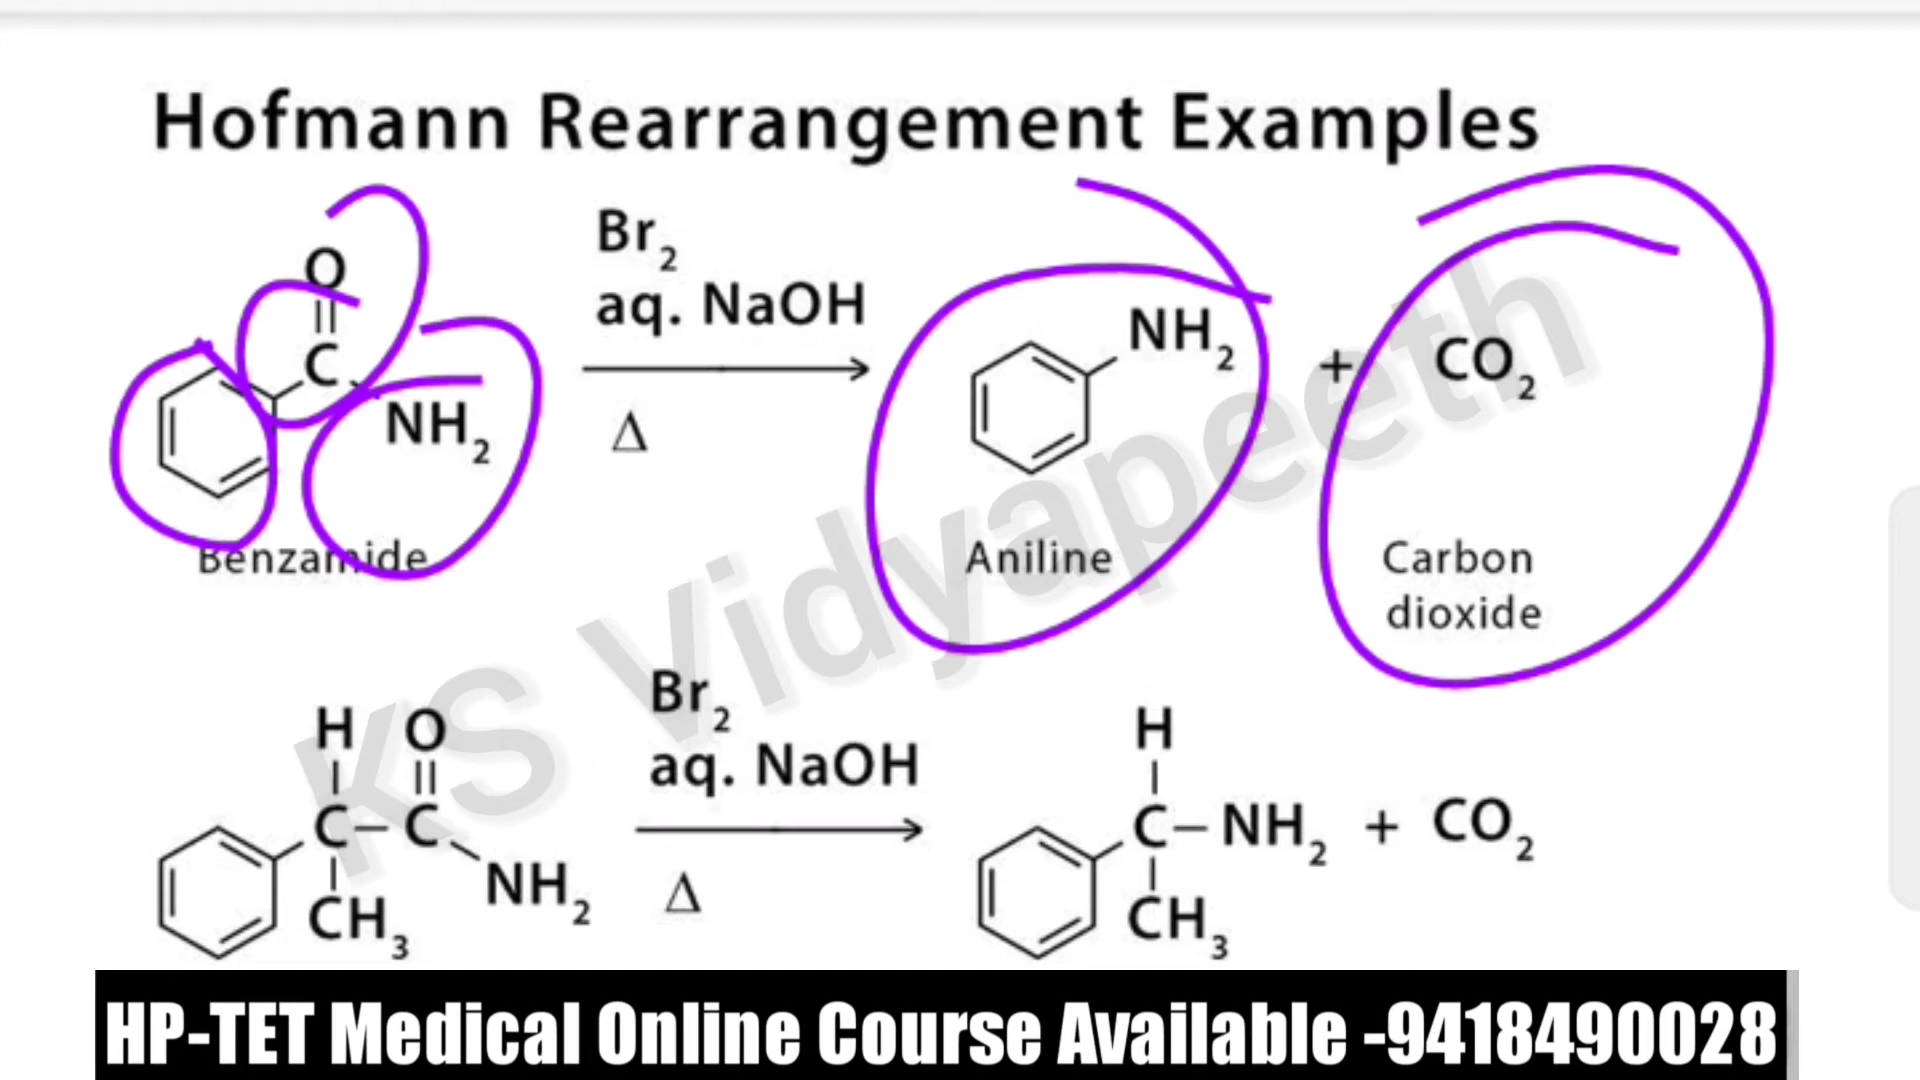 Hofmann Rearrangement Examples
O
||
C
NH2
Br2
aq. NaOH
Δ
NH2
+
CO2
Benzamide
Aniline
Carbon
dioxide
KS Vidyapeeth
H O
| ||
C – C
|
CH3
NH2
Br2
aq. NaOH
Δ
H
|
C – NH2 + CO2
|
CH3
HP-TET Medical Online Course Available -9418490028